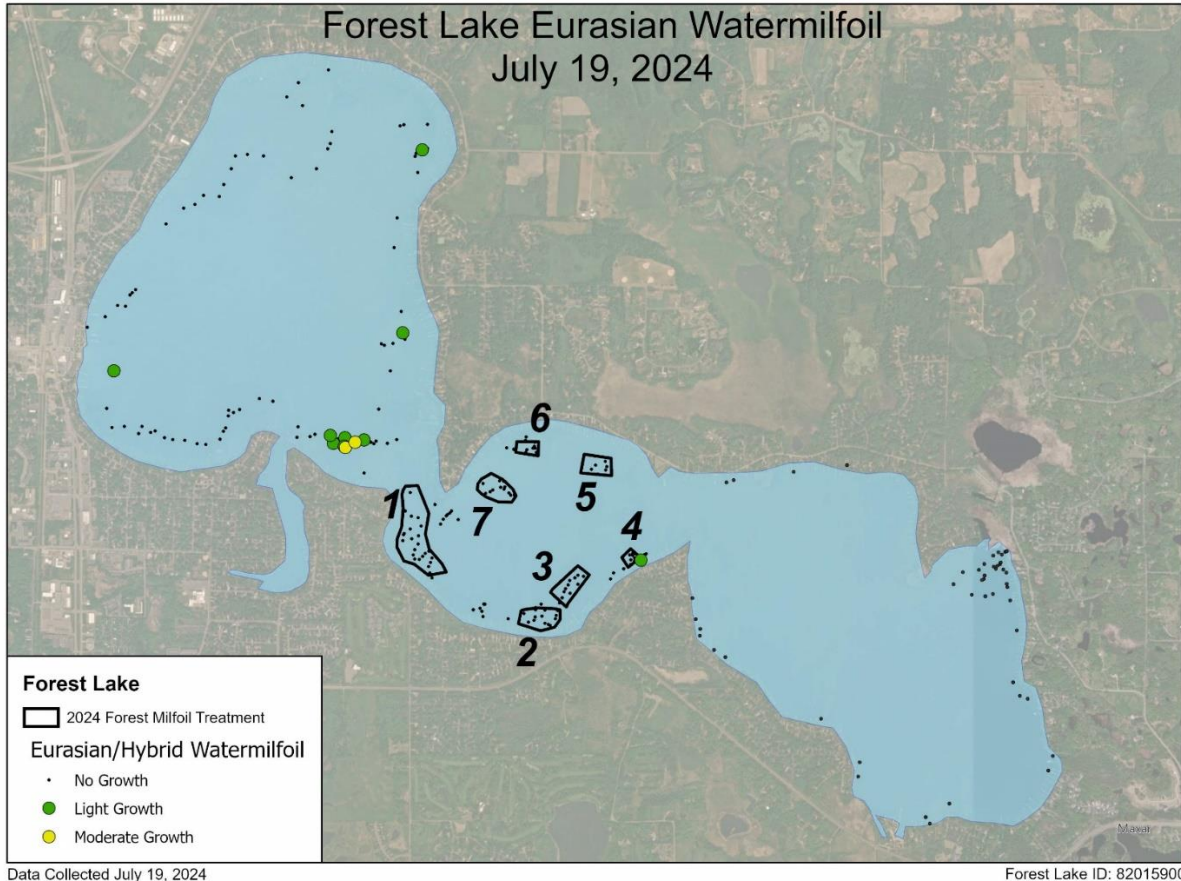 Forest Lake Eurasian Watermilfoil
July 19, 2024
6
5
1
7
4
3
2
Forest Lake
2024 Forest Milfoil Treatment
Eurasian/Hybrid Watermilfoil
No Growth
Light Growth
Moderate Growth
Maxar
Data Collected July 19, 2024
Forest Lake ID: 82015900